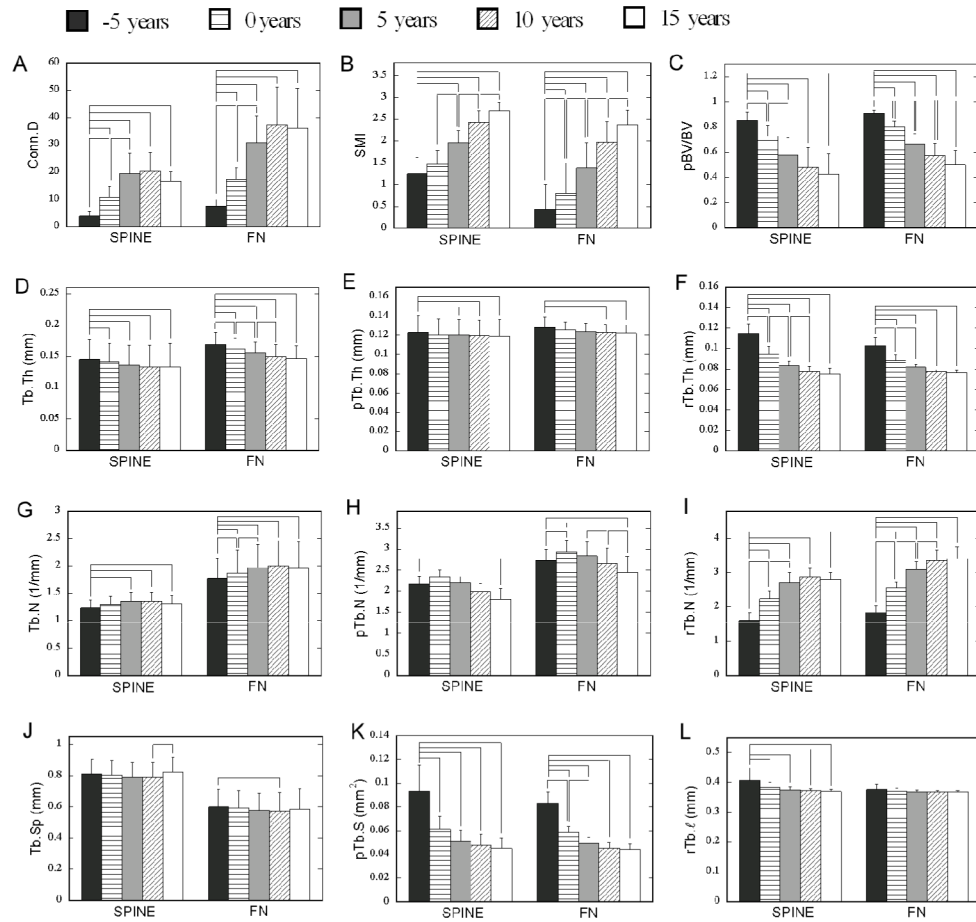 -5 years 0 years 5 years 10 years 15 years
A
Conn.D
60
50
40
30
20
10
0
SPINE FN
B
SMI
3.5
3
2.5
2
1.5
1
0.5
0
SPINE FN
C
pBV/BV
1.2
1
0.8
0.6
0.4
0.2
0
SPINE FN
D
Tb.Th (mm)
0.25
0.2
0.15
0.1
0.05
0
SPINE FN
E
pTb.Th (mm)
0.16
0.14
0.12
0.1
0.08
0.06
0.04
0.02
0
SPINE FN
F
rTb.Th (mm)
0.16
0.14
0.12
0.1
0.08
0.06
0.04
0.02
0
SPINE FN
G
Tb.N (1/mm)
3
2.5
2
1.5
1
0.5
0
SPINE FN
H
pTb.N (1/mm)
3.5
3
2.5
2
1.5
1
0.5
0
SPINE FN
I
rTb.N (1/mm)
4
3
2
1
0
SPINE FN
J
Tb.Sp (mm)
1
0.8
0.6
0.4
0.2
0
SPINE FN
K
pTb.S (mm²)
0.14
0.12
0.1
0.08
0.06
0.04
0.02
0
SPINE FN
L
rTb.ℓ (mm)
0.5
0.4
0.3
0.2
0.1
0
SPINE FN